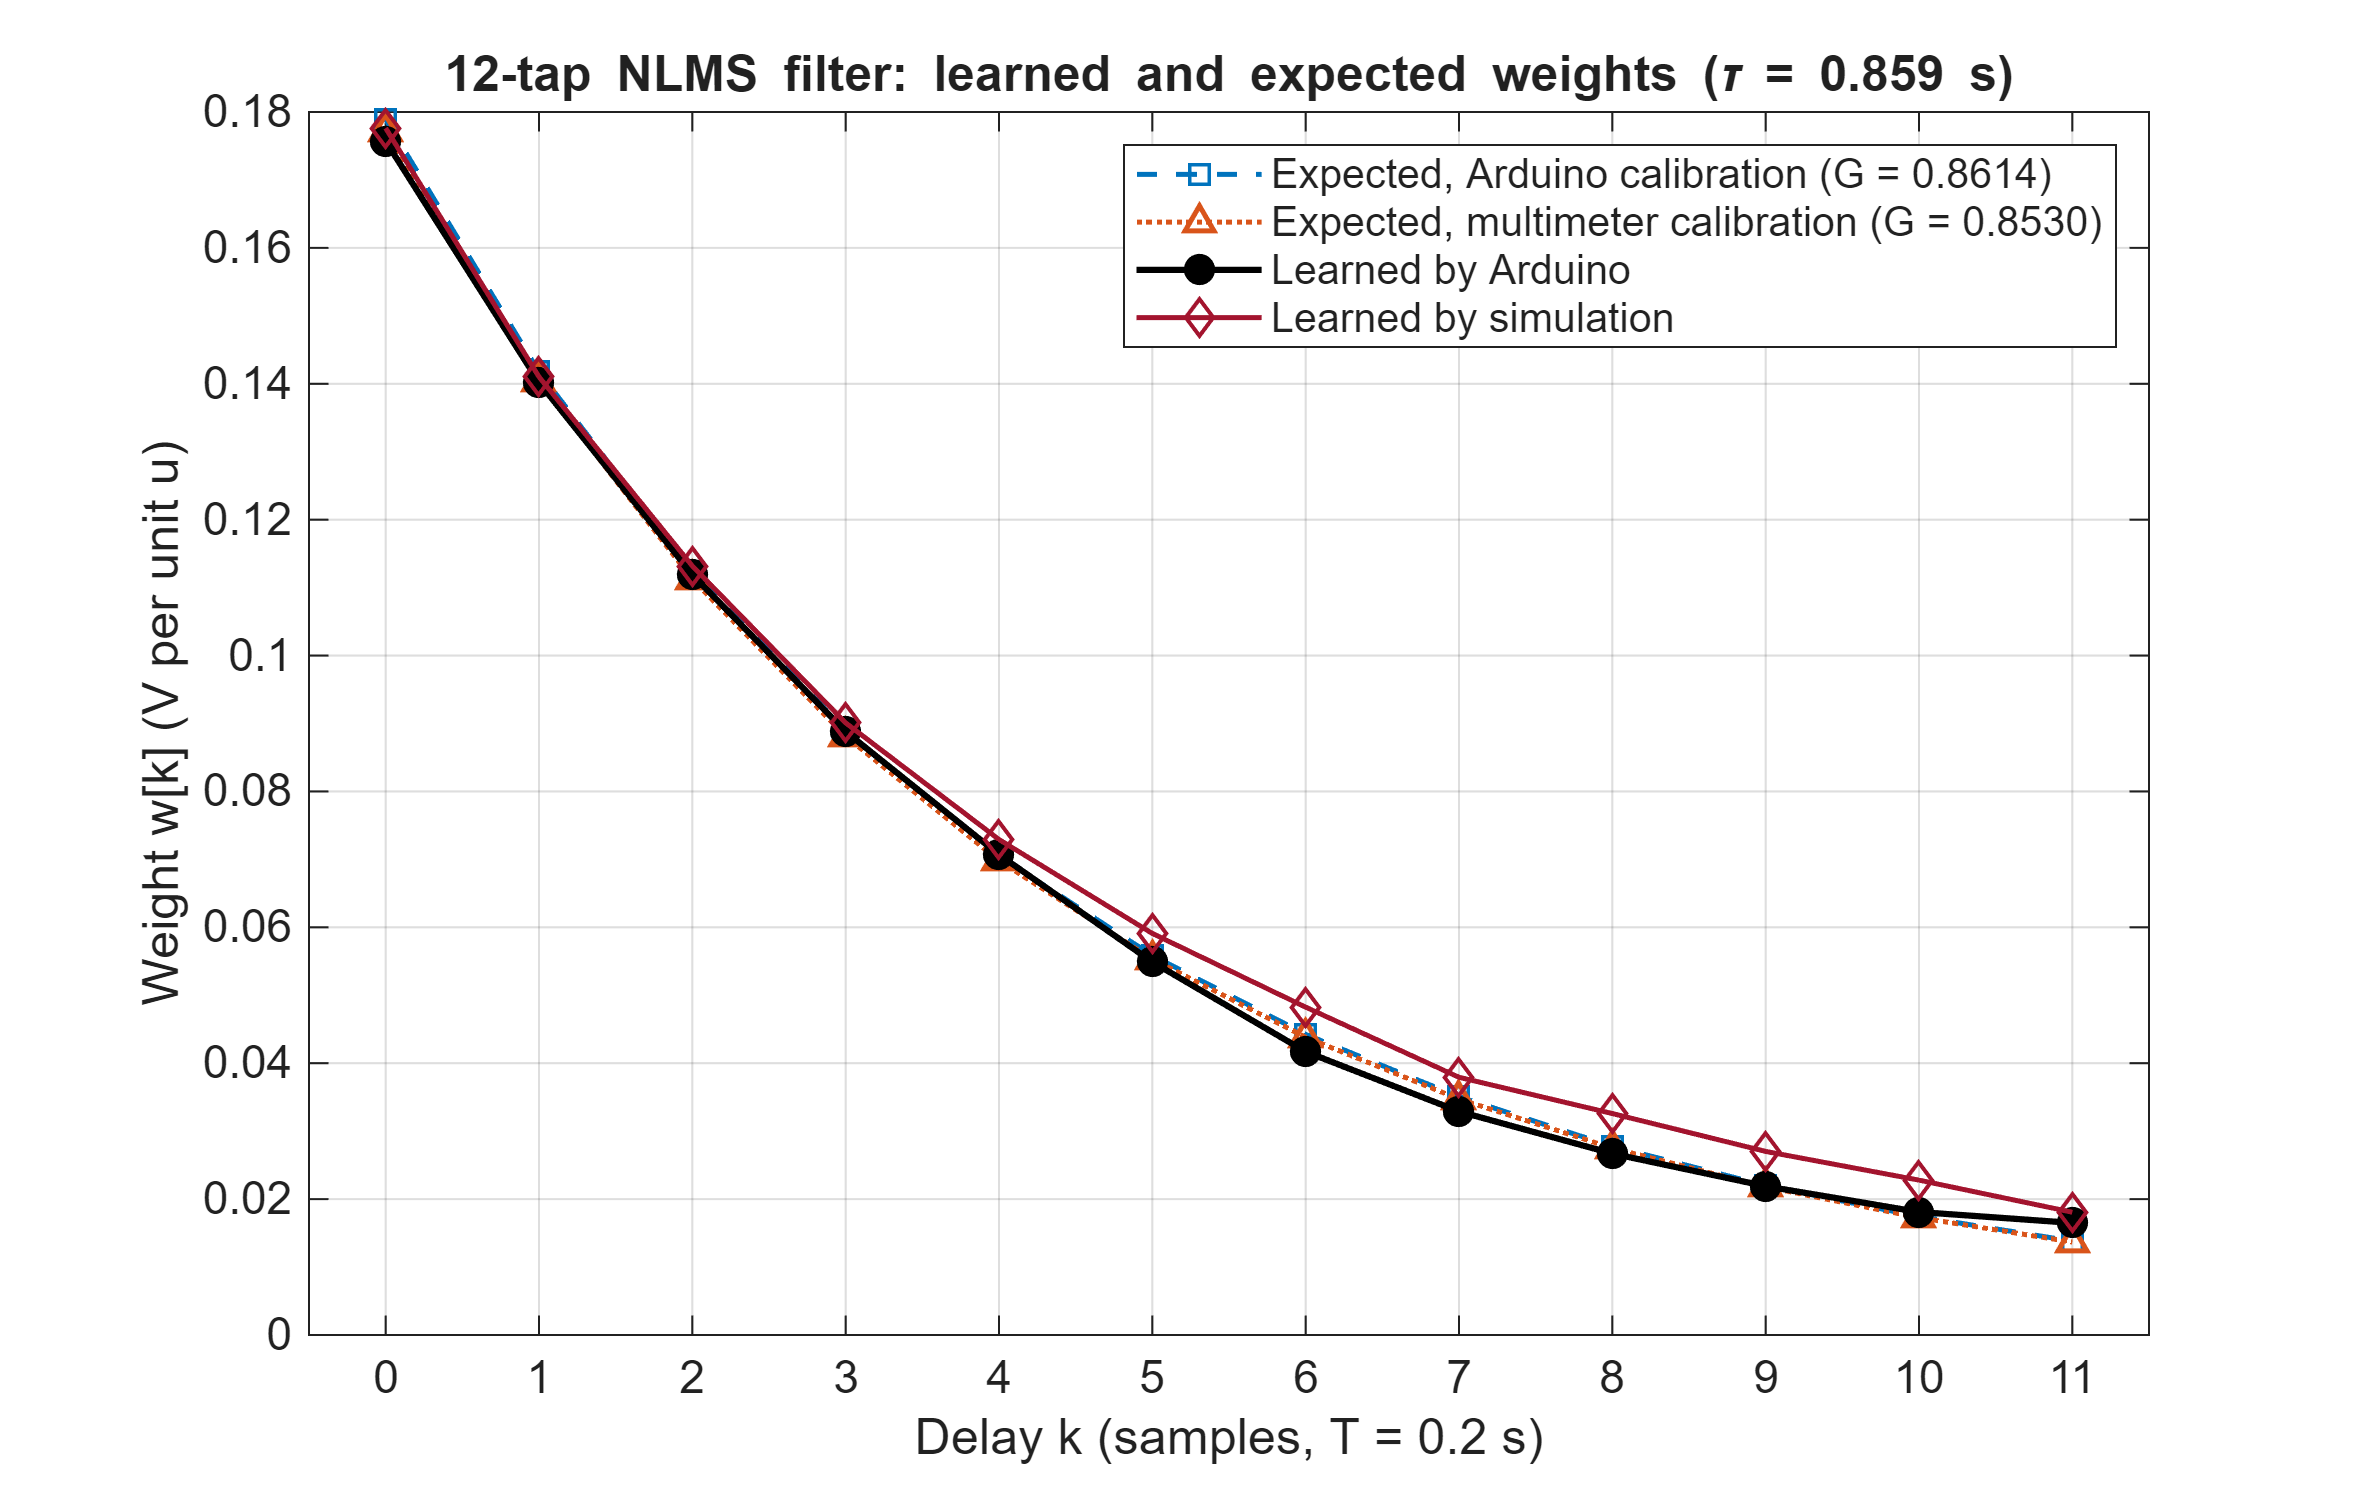 12-tap NLMS filter: learned and expected weights (τ = 0.859 s)
Expected, Arduino calibration (G = 0.8614)
Expected, multimeter calibration (G = 0.8530)
Learned by Arduino
Learned by simulation
Weight w[k] (V per unit u)
0.18
0.16
0.14
0.12
0.1
0.08
0.06
0.04
0.02
0
0 1 2 3 4 5 6 7 8 9 10 11
Delay k (samples, T = 0.2 s)